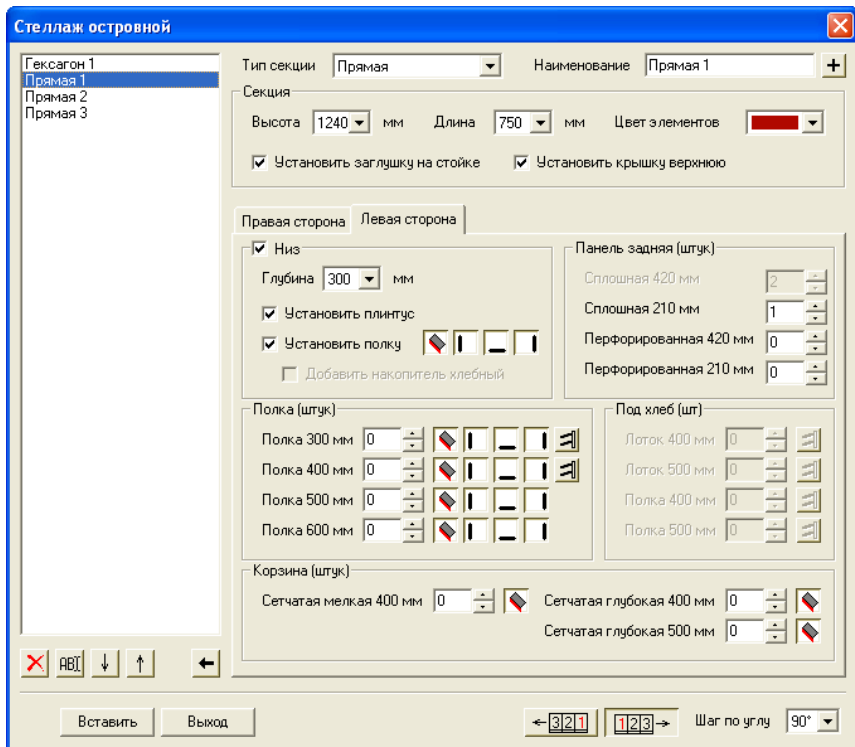 Стеллаж островной
Гексагон 1
Прямая 1
Прямая 2
Прямая 3
Тип секции Прямая Наименование Прямая 1
Секция
Высота 1240 мм Длина 750 мм Цвет элементов
Установить заглушку на стойке Установить крышку верхнюю
Правая сторона Левая сторона
Низ
Глубина 300 мм
Установить плинтус
Установить полку
Добавить накопитель хлебный
Панель задняя (штук)
Сплошная 420 мм 2
Сплошная 210 мм 1
Перфорированная 420 мм 0
Перфорированная 210 мм 0
Полка (штук)
Полка 300 мм 0
Полка 400 мм 0
Полка 500 мм 0
Полка 600 мм 0
Под хлеб (шт)
Лоток 400 мм 0
Лоток 500 мм 0
Полка 400 мм 0
Полка 500 мм 0
Корзина (штук)
Сетчатая мелкая 400 мм 0 Сетчатая глубокая 400 мм 0
Сетчатая глубокая 500 мм 0
ABI
Вставить Выход 321 123 Шаг по углу 90°